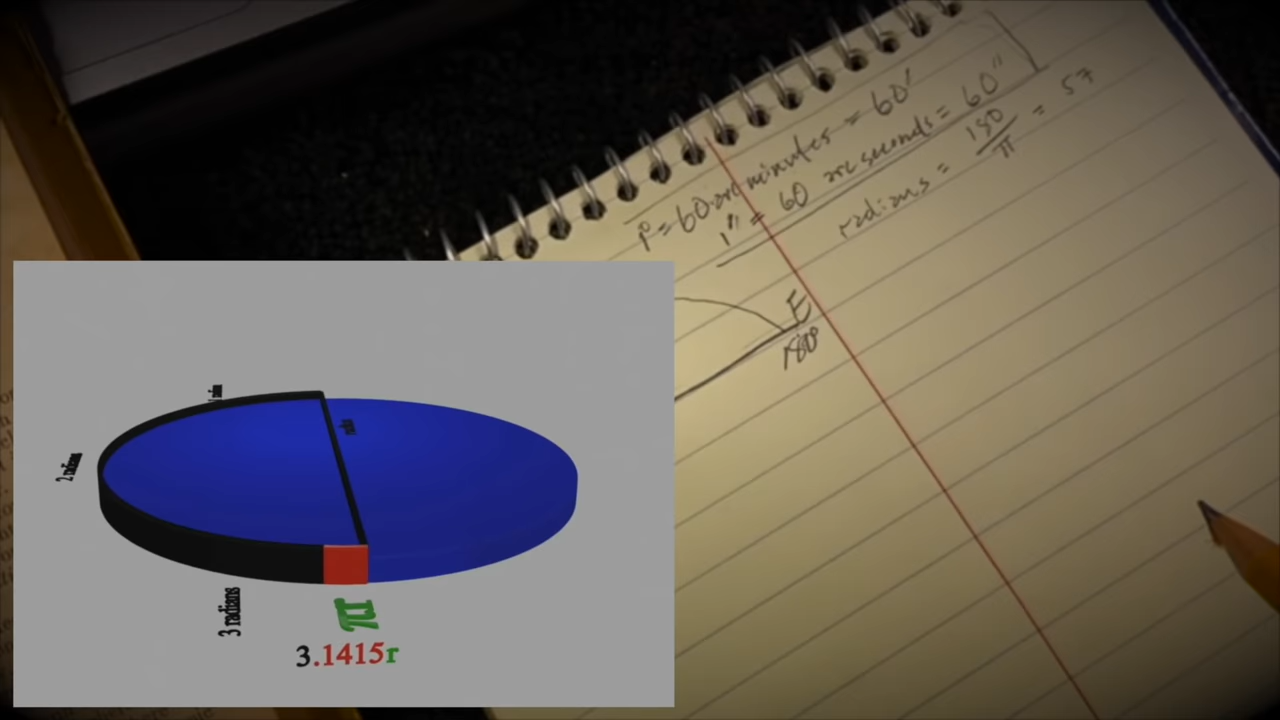 1° = 60 arc minutes = 60'
1" = 60 arc seconds = 60"
radians = 180/π = 57
E
180°
2 radians
3 radians
π
3.1415r